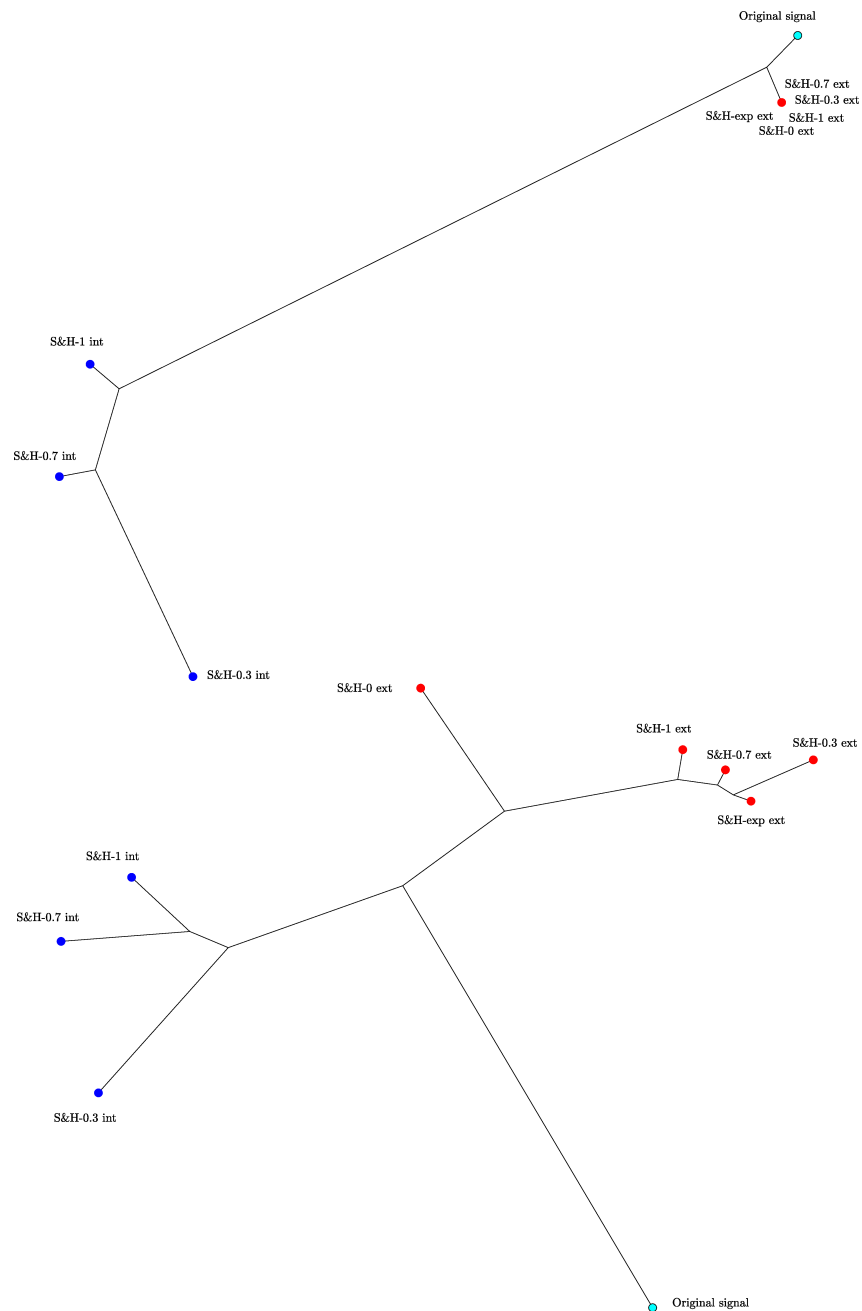 Original signal
S&H-0.7 ext
S&H-0.3 ext
S&H-exp ext
S&H-1 ext
S&H-0 ext
S&H-1 int
S&H-0.7 int
S&H-0.3 int
S&H-0 ext
S&H-1 ext
S&H-0.3 ext
S&H-0.7 ext
S&H-exp ext
S&H-1 int
S&H-0.7 int
S&H-0.3 int
Original signal